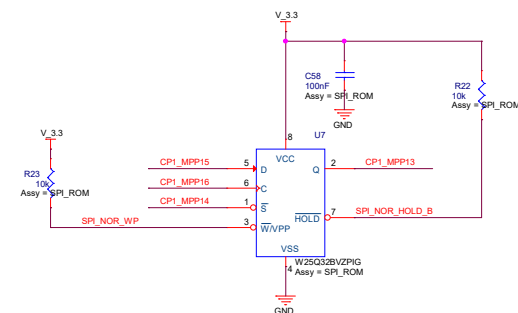 V_3.3
C58
100nF
Assy = SPI_ROM
R22
10k
Assy = SPI_ROM
GND
V_3.3
8
U7
VCC
R23
10k
Assy = SPI_ROM
CP1_MPP15
5
D
Q
2
CP1_MPP13
CP1_MPP16
6
C
CP1_MPP14
1
S
SPI_NOR_WP
3
W/VPP
HOLD
7
SPI_NOR_HOLD_B
VSS
4
W25Q32BVZPIG
Assy = SPI_ROM
GND